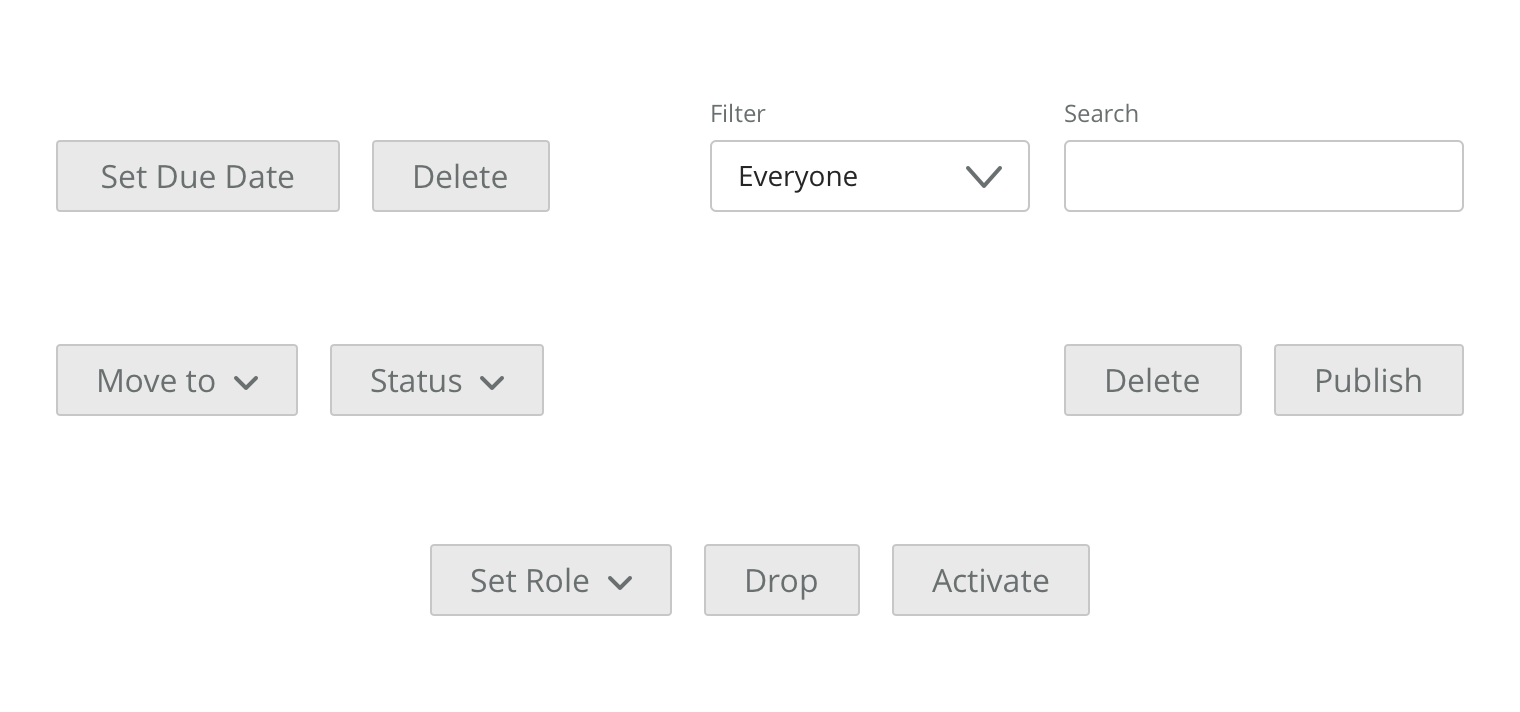 Filter Search
Set Due Date Delete Everyone
Move to Status Delete Publish
Set Role Drop Activate